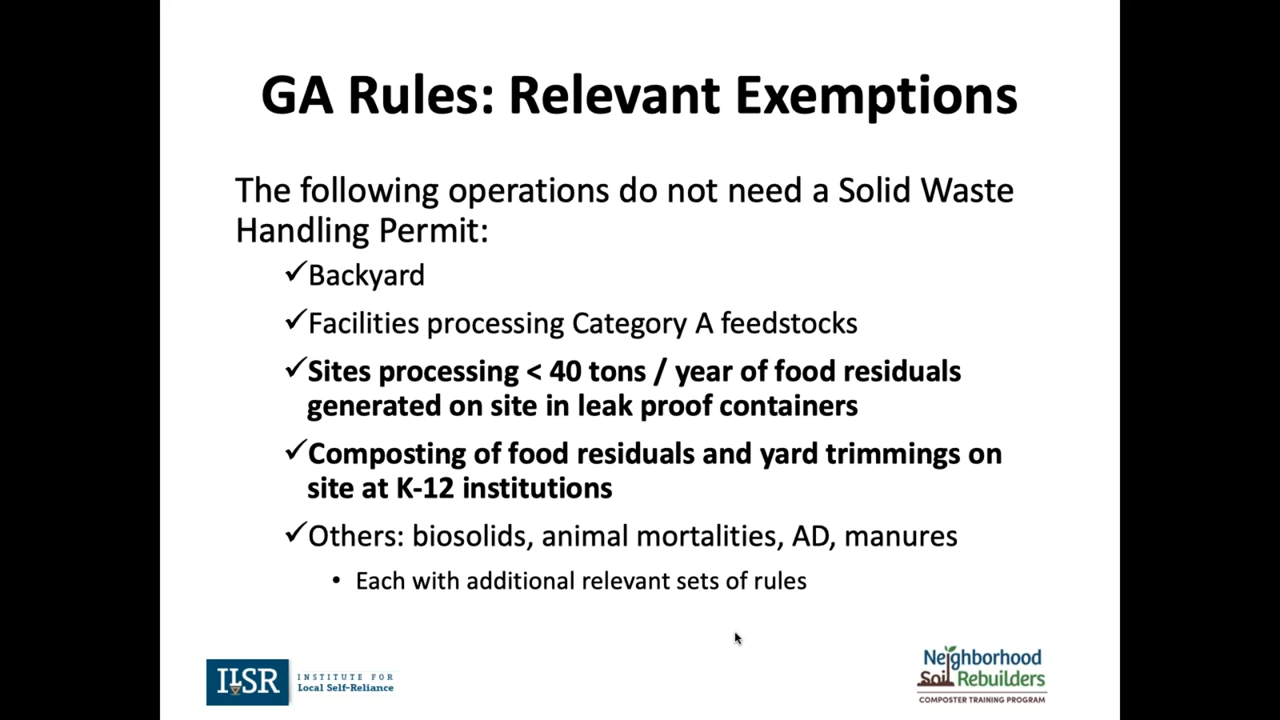 GA Rules: Relevant Exemptions
The following operations do not need a Solid Waste
Handling Permit:
✓Backyard
✓Facilities processing Category A feedstocks
✓Sites processing < 40 tons / year of food residuals
generated on site in leak proof containers
✓Composting of food residuals and yard trimmings on
site at K-12 institutions
✓Others: biosolids, animal mortalities, AD, manures
• Each with additional relevant sets of rules
ILSR
INSTITUTE FOR
Local Self-Reliance
Neighborhood
Soil Rebuilders
COMPOSTER TRAINING PROGRAM